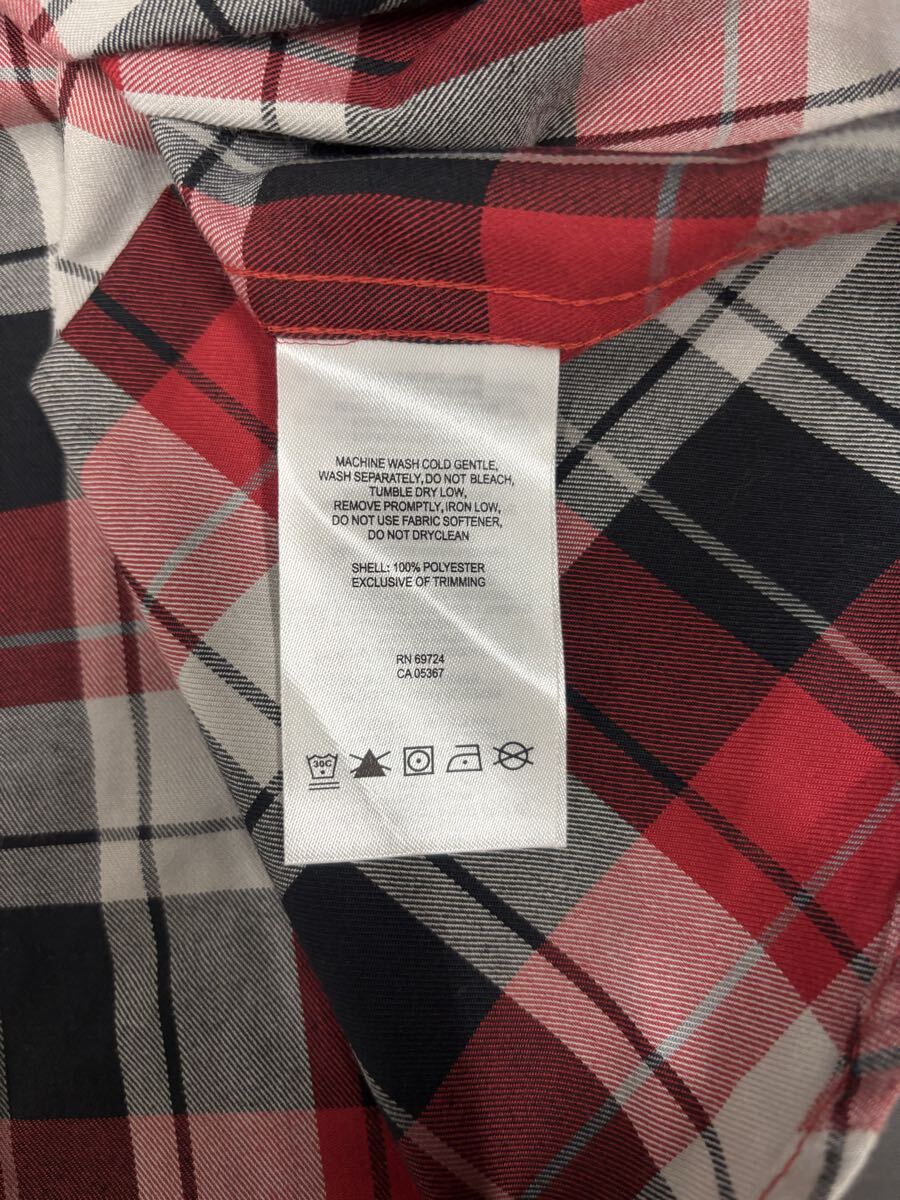 MACHINE WASH COLD GENTLE,
WASH SEPARATELY, DO NOT BLEACH,
TUMBLE DRY LOW,
REMOVE PROMPTLY, IRON LOW,
DO NOT USE FABRIC SOFTENER,
DO NOT DRYCLEAN
SHELL: 100% POLYESTER
EXCLUSIVE OF TRIMMING
RN 69724
CA 05367
30C